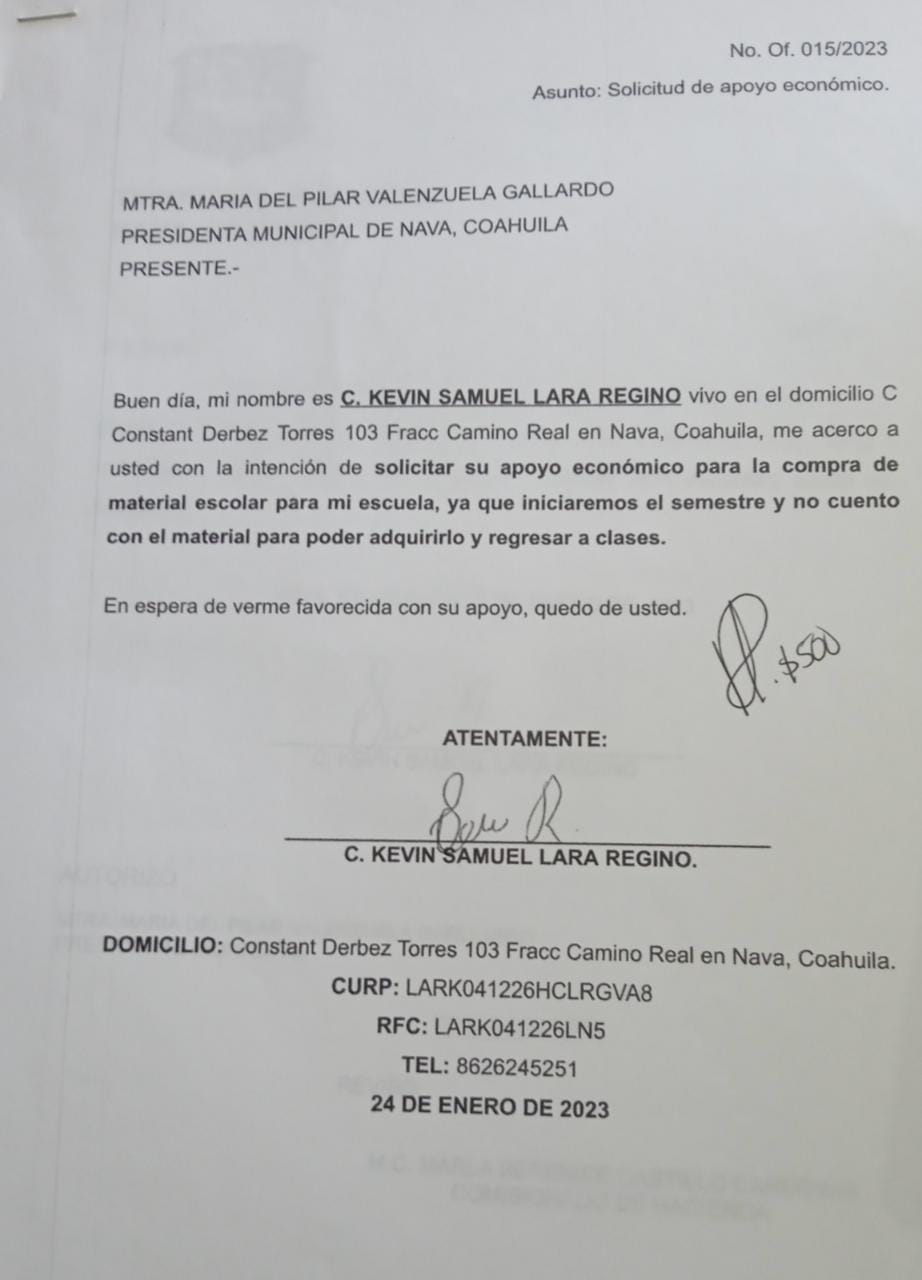 No. Of. 015/2023
Asunto: Solicitud de apoyo económico.
MTRA. MARIA DEL PILAR VALENZUELA GALLARDO
PRESIDENTA MUNICIPAL DE NAVA, COAHUILA
PRESENTE.-
Buen día, mi nombre es C. KEVIN SAMUEL LARA REGINO vivo en el domicilio C
Constant Derbez Torres 103 Fracc Camino Real en Nava, Coahuila, me acerco a
usted con la intención de solicitar su apoyo económico para la compra de
material escolar para mi escuela, ya que iniciaremos el semestre y no cuento
con el material para poder adquirirlo y regresar a clases.
En espera de verme favorecida con su apoyo, quedo de usted.
$500
ATENTAMENTE:
C. KEVIN SAMUEL LARA REGINO.
DOMICILIO: Constant Derbez Torres 103 Fracc Camino Real en Nava, Coahuila.
CURP: LARK041226HCLRGVA8
RFC: LARK041226LN5
TEL: 8626245251
24 DE ENERO DE 2023